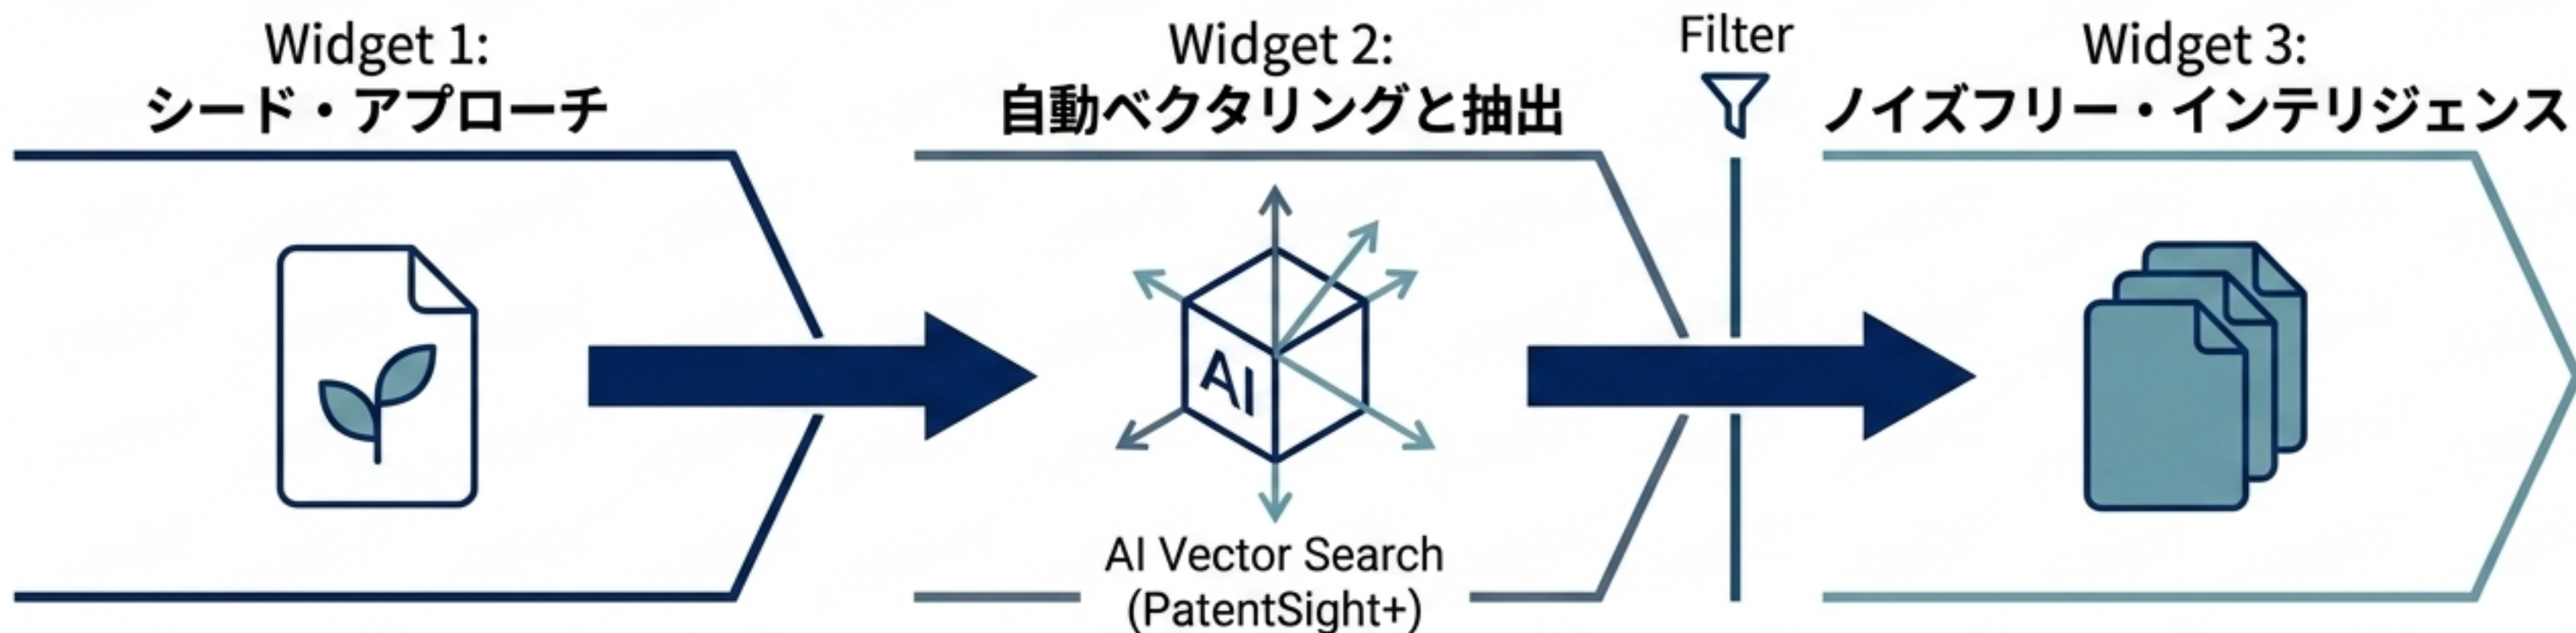 Widget 1:
シード・アプローチ
Widget 2:
自動ベクタリングと抽出
AI
AI Vector Search
(PatentSight+)
Filter
Widget 3:
ノイズフリー・インテリジェンス